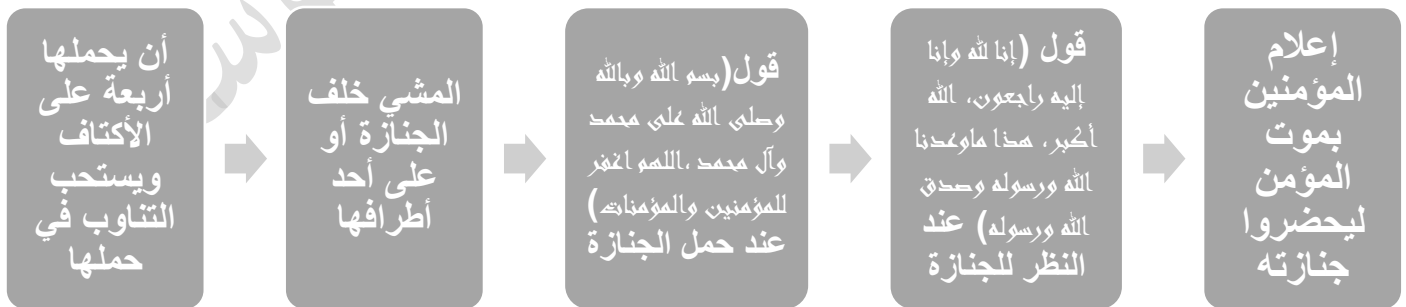 إعلام
المؤمنين
بموت
المؤمن
ليحضروا
جنازته
قول (إنا لله وإنا
إليه راجعون، الله
أكبر، هذا ماوعدنا
الله ورسوله وصدق
الله ورسوله) عند
النظر للجنازة
قول(بسم الله وبالله
وصلى الله على محمد
وآل محمد ،اللهم اغفر
للمؤمنين والمؤمنات)
عند حمل الجنازة
المشي خلف
الجنازة أو
على أحد
أطرافها
أن يحملها
أربعة على
الأكتاف
ويستحب
التناوب في
حملها